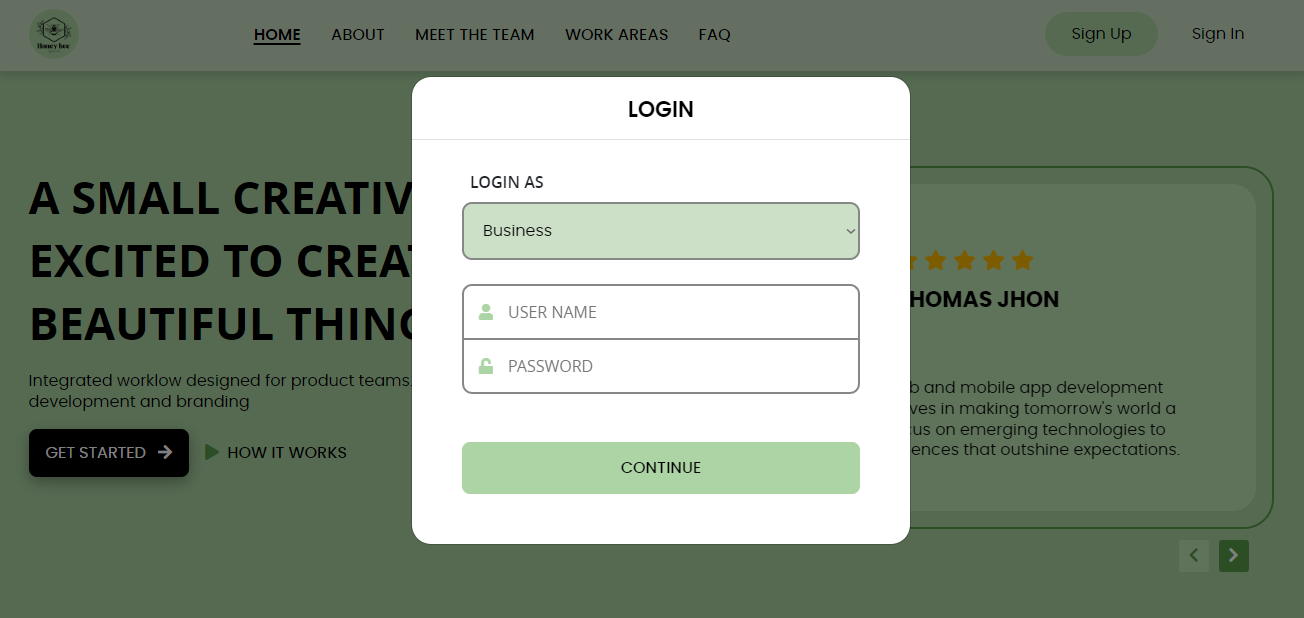 Honey bee
HOME ABOUT MEET THE TEAM WORK AREAS FAQ Sign Up Sign In
LOGIN
LOGIN AS
Business
USER NAME
PASSWORD
CONTINUE
A SMALL CREATIV
EXCITED TO CREAT
BEAUTIFUL THING
Integrated worklow designed for product teams.
development and branding
GET STARTED HOW IT WORKS
HOMAS JHON
b and mobile app development
ves in making tomorrow's world a
cus on emerging technologies to
ences that outshine expectations.